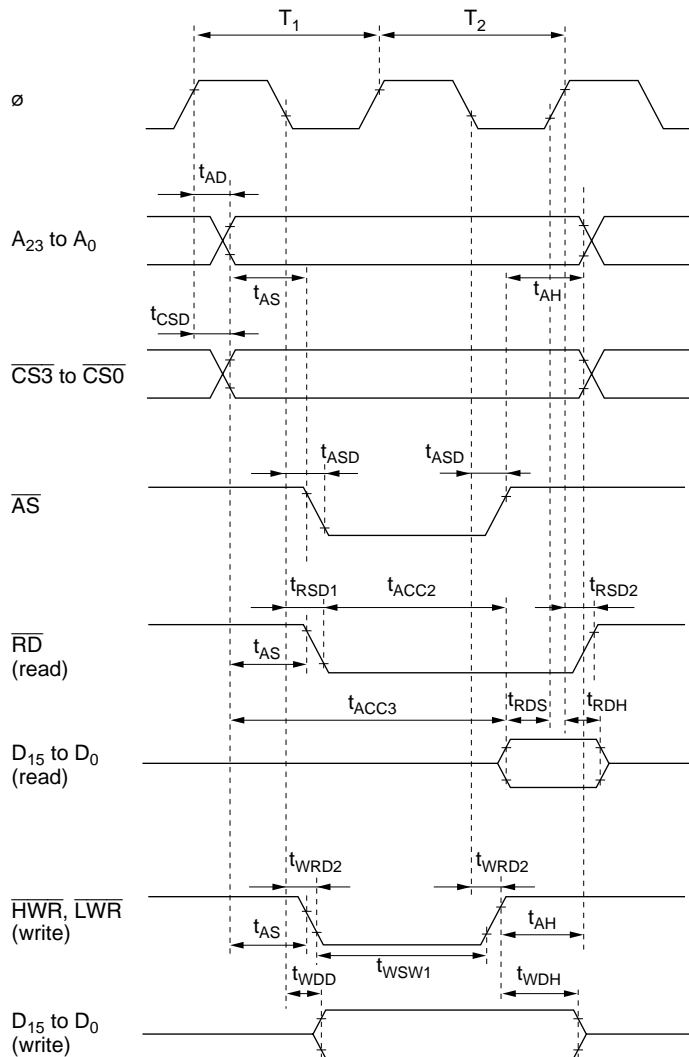 T1 T2
ø
tAD
A23 to A0
tAS tAH
tCSD
CS3 to CS0
tASD tASD
AS
tRSD1 tACC2 tRSD2
RD
(read)
tAS
tACC3 tRDS tRDH
D15 to D0
(read)
tWRD2 tWRD2
HWR, LWR
(write)
tAS tAH
tWSW1
tWDD tWDH
D15 to D0
(write)